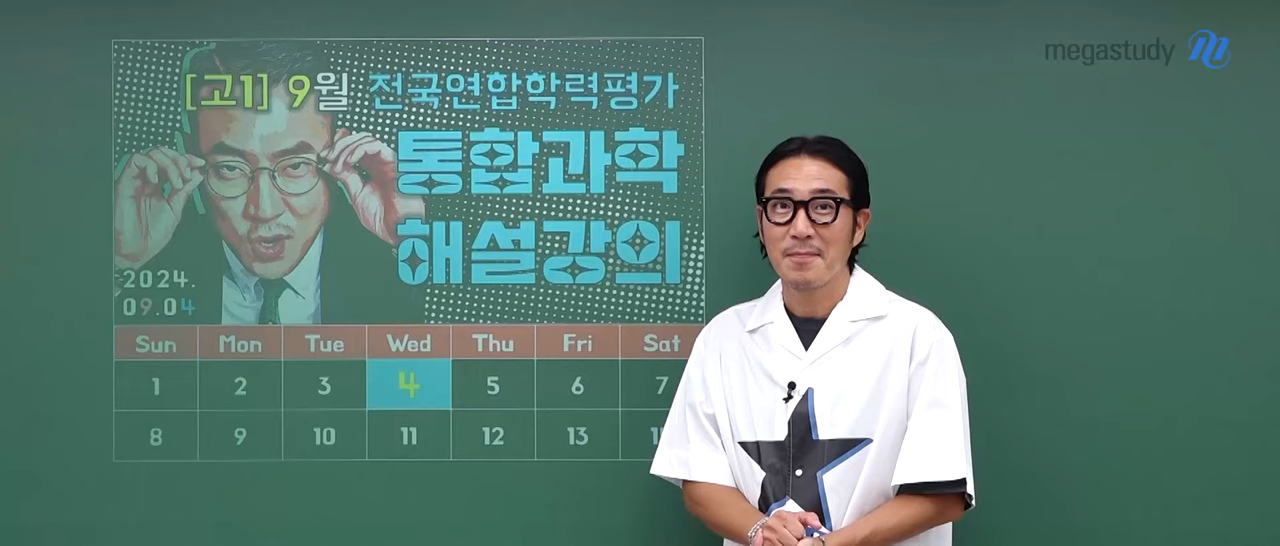 megastudy
[고1] 9월 전국연합학력평가
통합과학
해설강의
2024.
09.04
Sun Mon Tue Wed Thu Fri Sat
1 2 3 4 5 6 7
8 9 10 11 12 13